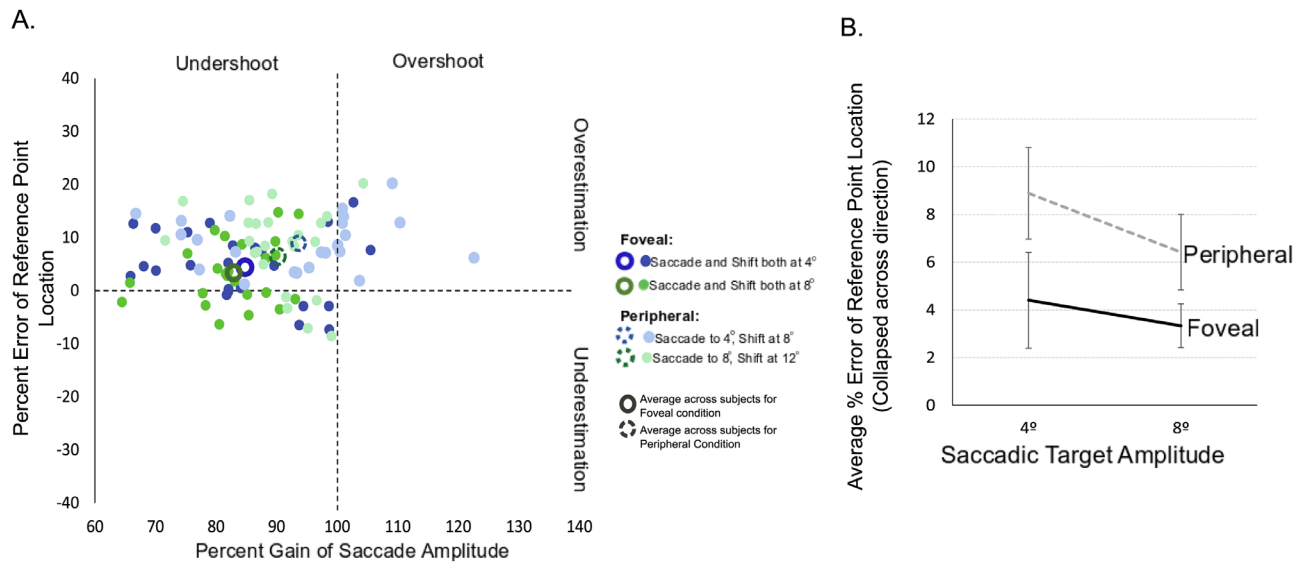 A.
B.
Undershoot
Overshoot
40
30
20
10
0
-10
-20
-30
-40
Percent Error of Reference Point
Location
60 70 80 90 100 110 120 130 140
Percent Gain of Saccade Amplitude
Overestimation
Underestimation
Foveal:
Saccade and Shift both at 4°
Saccade and Shift both at 8°
Peripheral:
Saccade to 4°, Shift at 8°
Saccade to 8°, Shift at 12°
Average across subjects for
Foveal condition
Average across subjects for
Peripheral Condition
Average % Error of Reference Point Location
(Collapsed across direction)
12
10
8
6
4
2
0
Peripheral
Foveal
4º 8º
Saccadic Target Amplitude